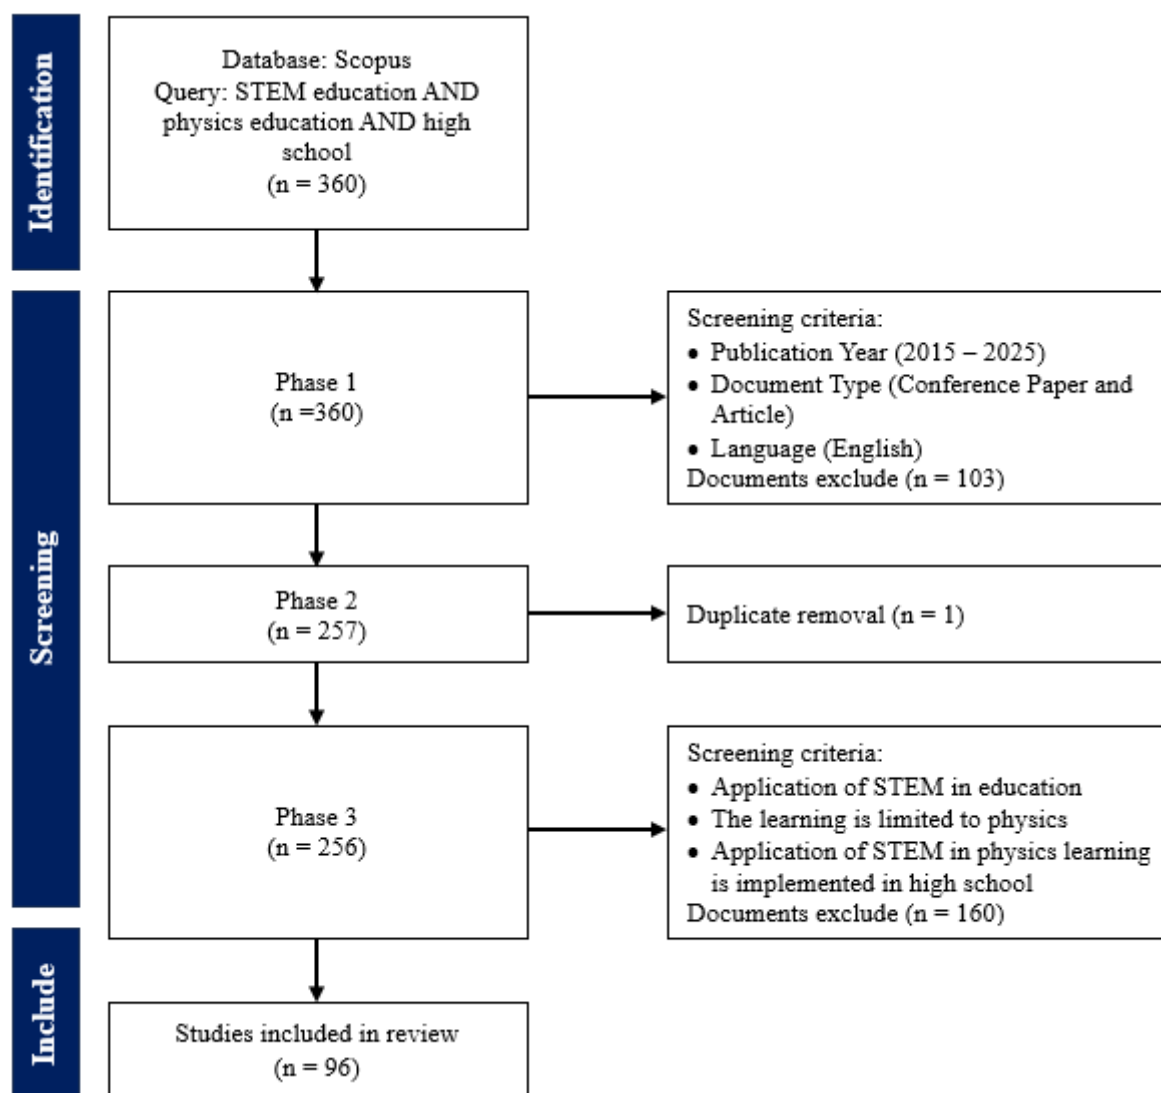 Identification
Database: Scopus
Query: STEM education AND
physics education AND high
school
(n = 360)
Screening
Phase 1
(n =360)
Screening criteria:
• Publication Year (2015 – 2025)
• Document Type (Conference Paper and
Article)
• Language (English)
Documents exclude (n = 103)
Phase 2
(n = 257)
Duplicate removal (n = 1)
Phase 3
(n = 256)
Screening criteria:
• Application of STEM in education
• The learning is limited to physics
• Application of STEM in physics learning
is implemented in high school
Documents exclude (n = 160)
Include
Studies included in review
(n = 96)